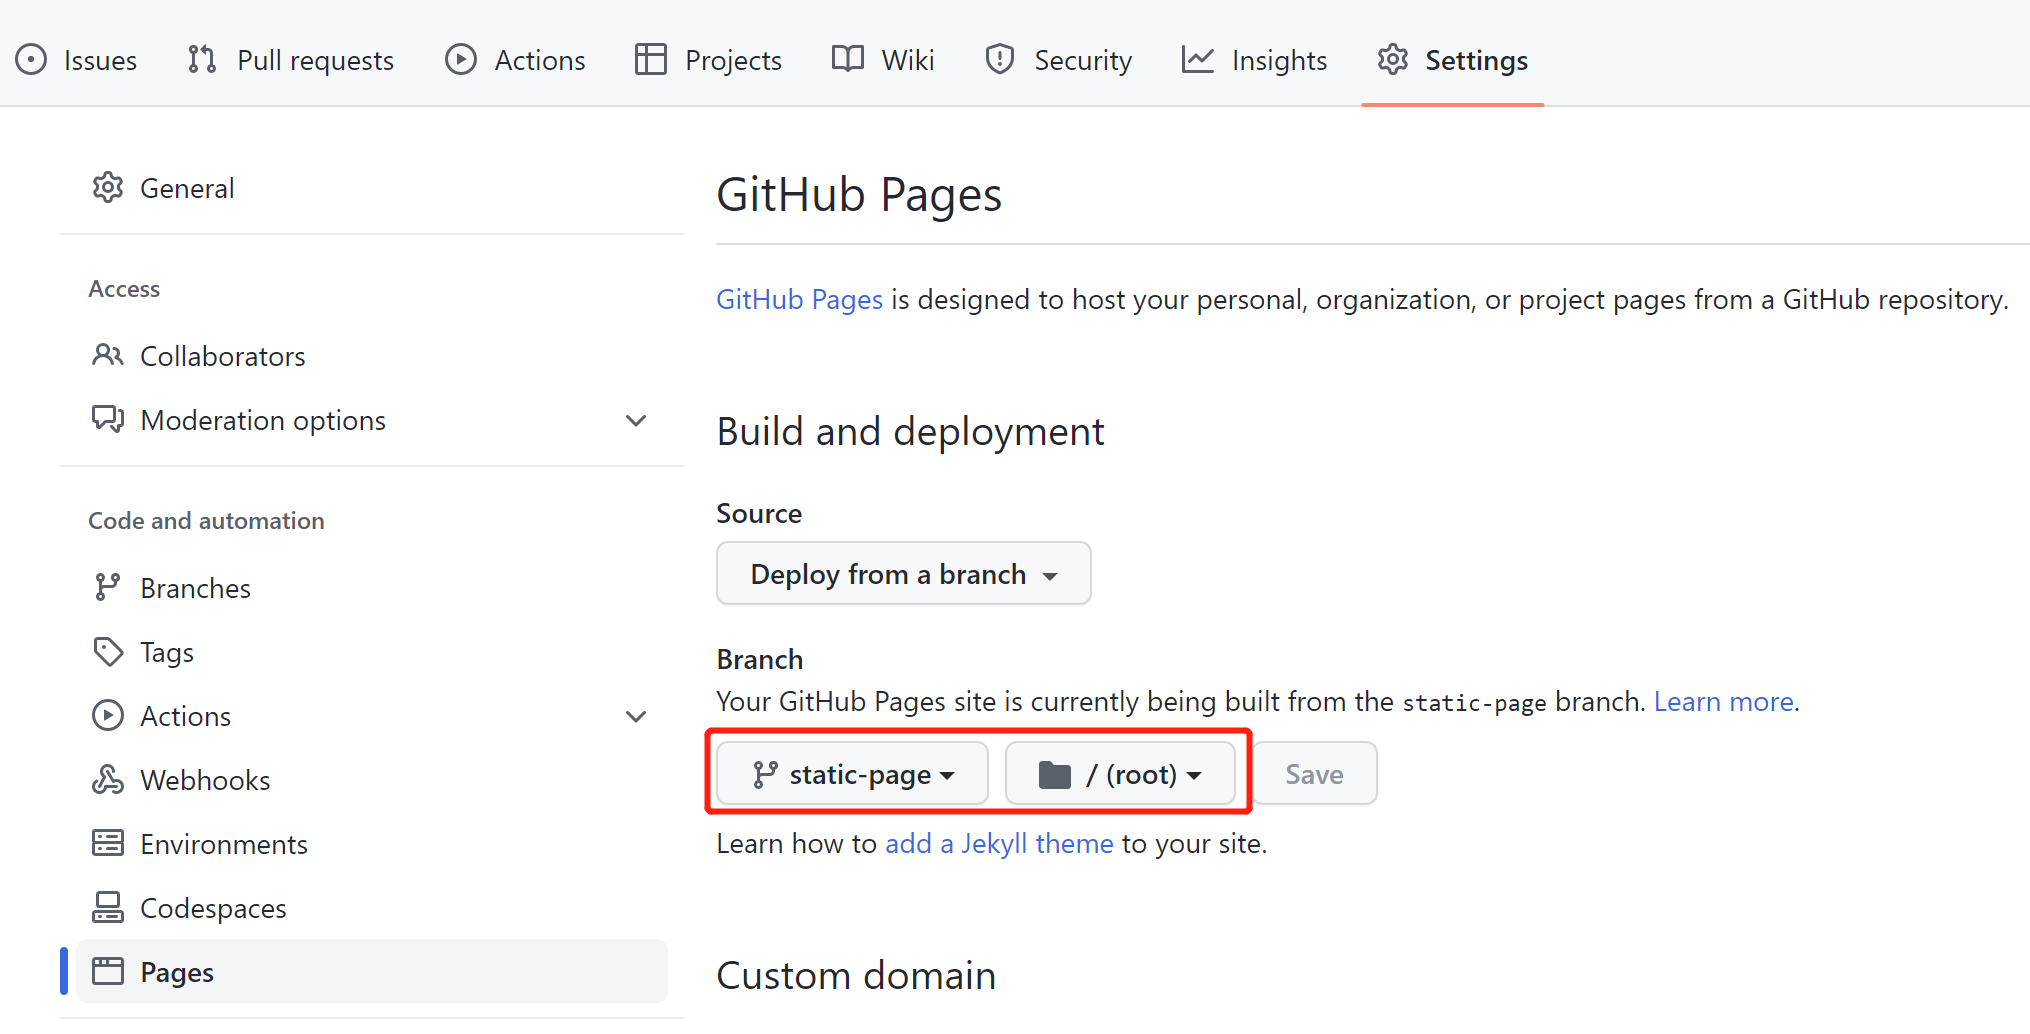 Issues Pull requests Actions Projects Wiki Security Insights Settings
General
Access
Collaborators
Moderation options
Code and automation
Branches
Tags
Actions
Webhooks
Environments
Codespaces
Pages
GitHub Pages
GitHub Pages is designed to host your personal, organization, or project pages from a GitHub repository.
Build and deployment
Source
Deploy from a branch
Branch
Your GitHub Pages site is currently being built from the static-page branch. Learn more.
static-page / (root) Save
Learn how to add a Jekyll theme to your site.
Custom domain